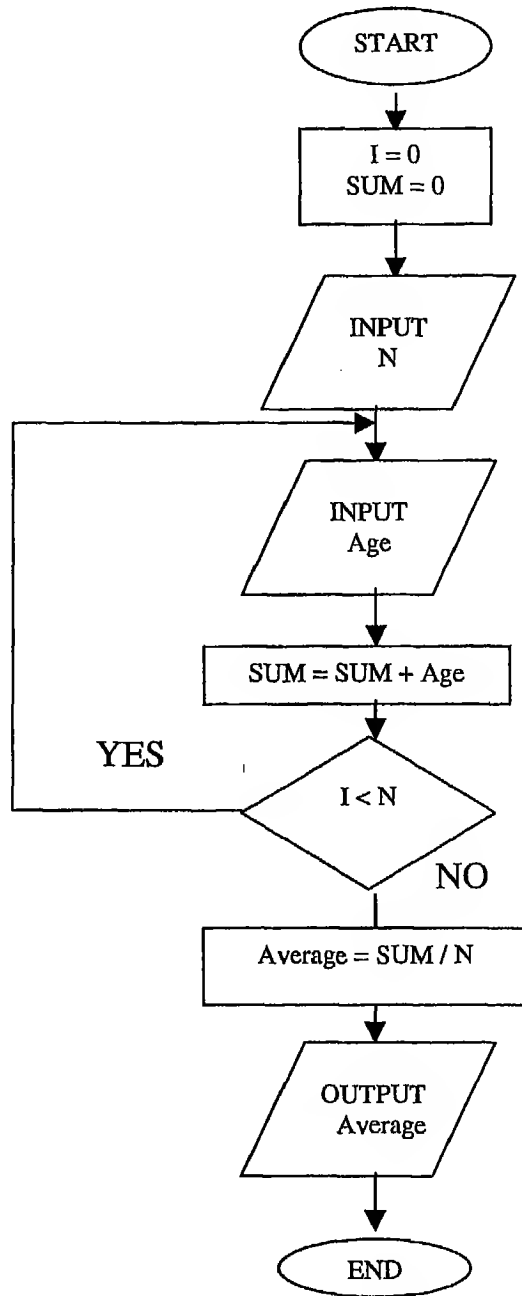 START
I = 0
SUM = 0
INPUT
N
INPUT
Age
SUM = SUM + Age
YES
I < N
NO
Average = SUM / N
OUTPUT
Average
END